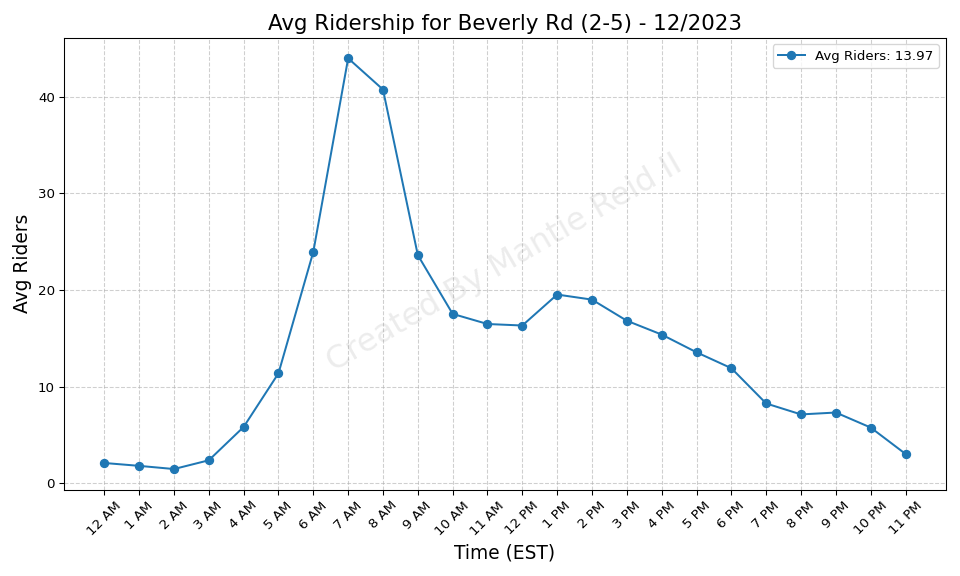 Avg Ridership for Beverly Rd (2-5) - 12/2023
Avg Riders: 13.97
Avg Riders
40
30
20
10
0
Created By Mantie Reid II
12 AM
1 AM
2 AM
3 AM
4 AM
5 AM
6 AM
7 AM
8 AM
9 AM
10 AM
11 AM
12 PM
1 PM
2 PM
3 PM
4 PM
5 PM
6 PM
7 PM
8 PM
9 PM
10 PM
11 PM
Time (EST)